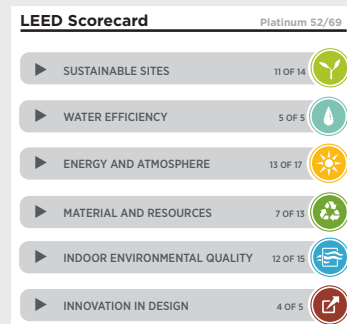 LEED Scorecard Platinum 52/69
SUSTAINABLE SITES 11 OF 14
WATER EFFICIENCY 5 OF 5
ENERGY AND ATMOSPHERE 13 OF 17
MATERIAL AND RESOURCES 7 OF 13
INDOOR ENVIRONMENTAL QUALITY 12 OF 15
INNOVATION IN DESIGN 4 OF 5